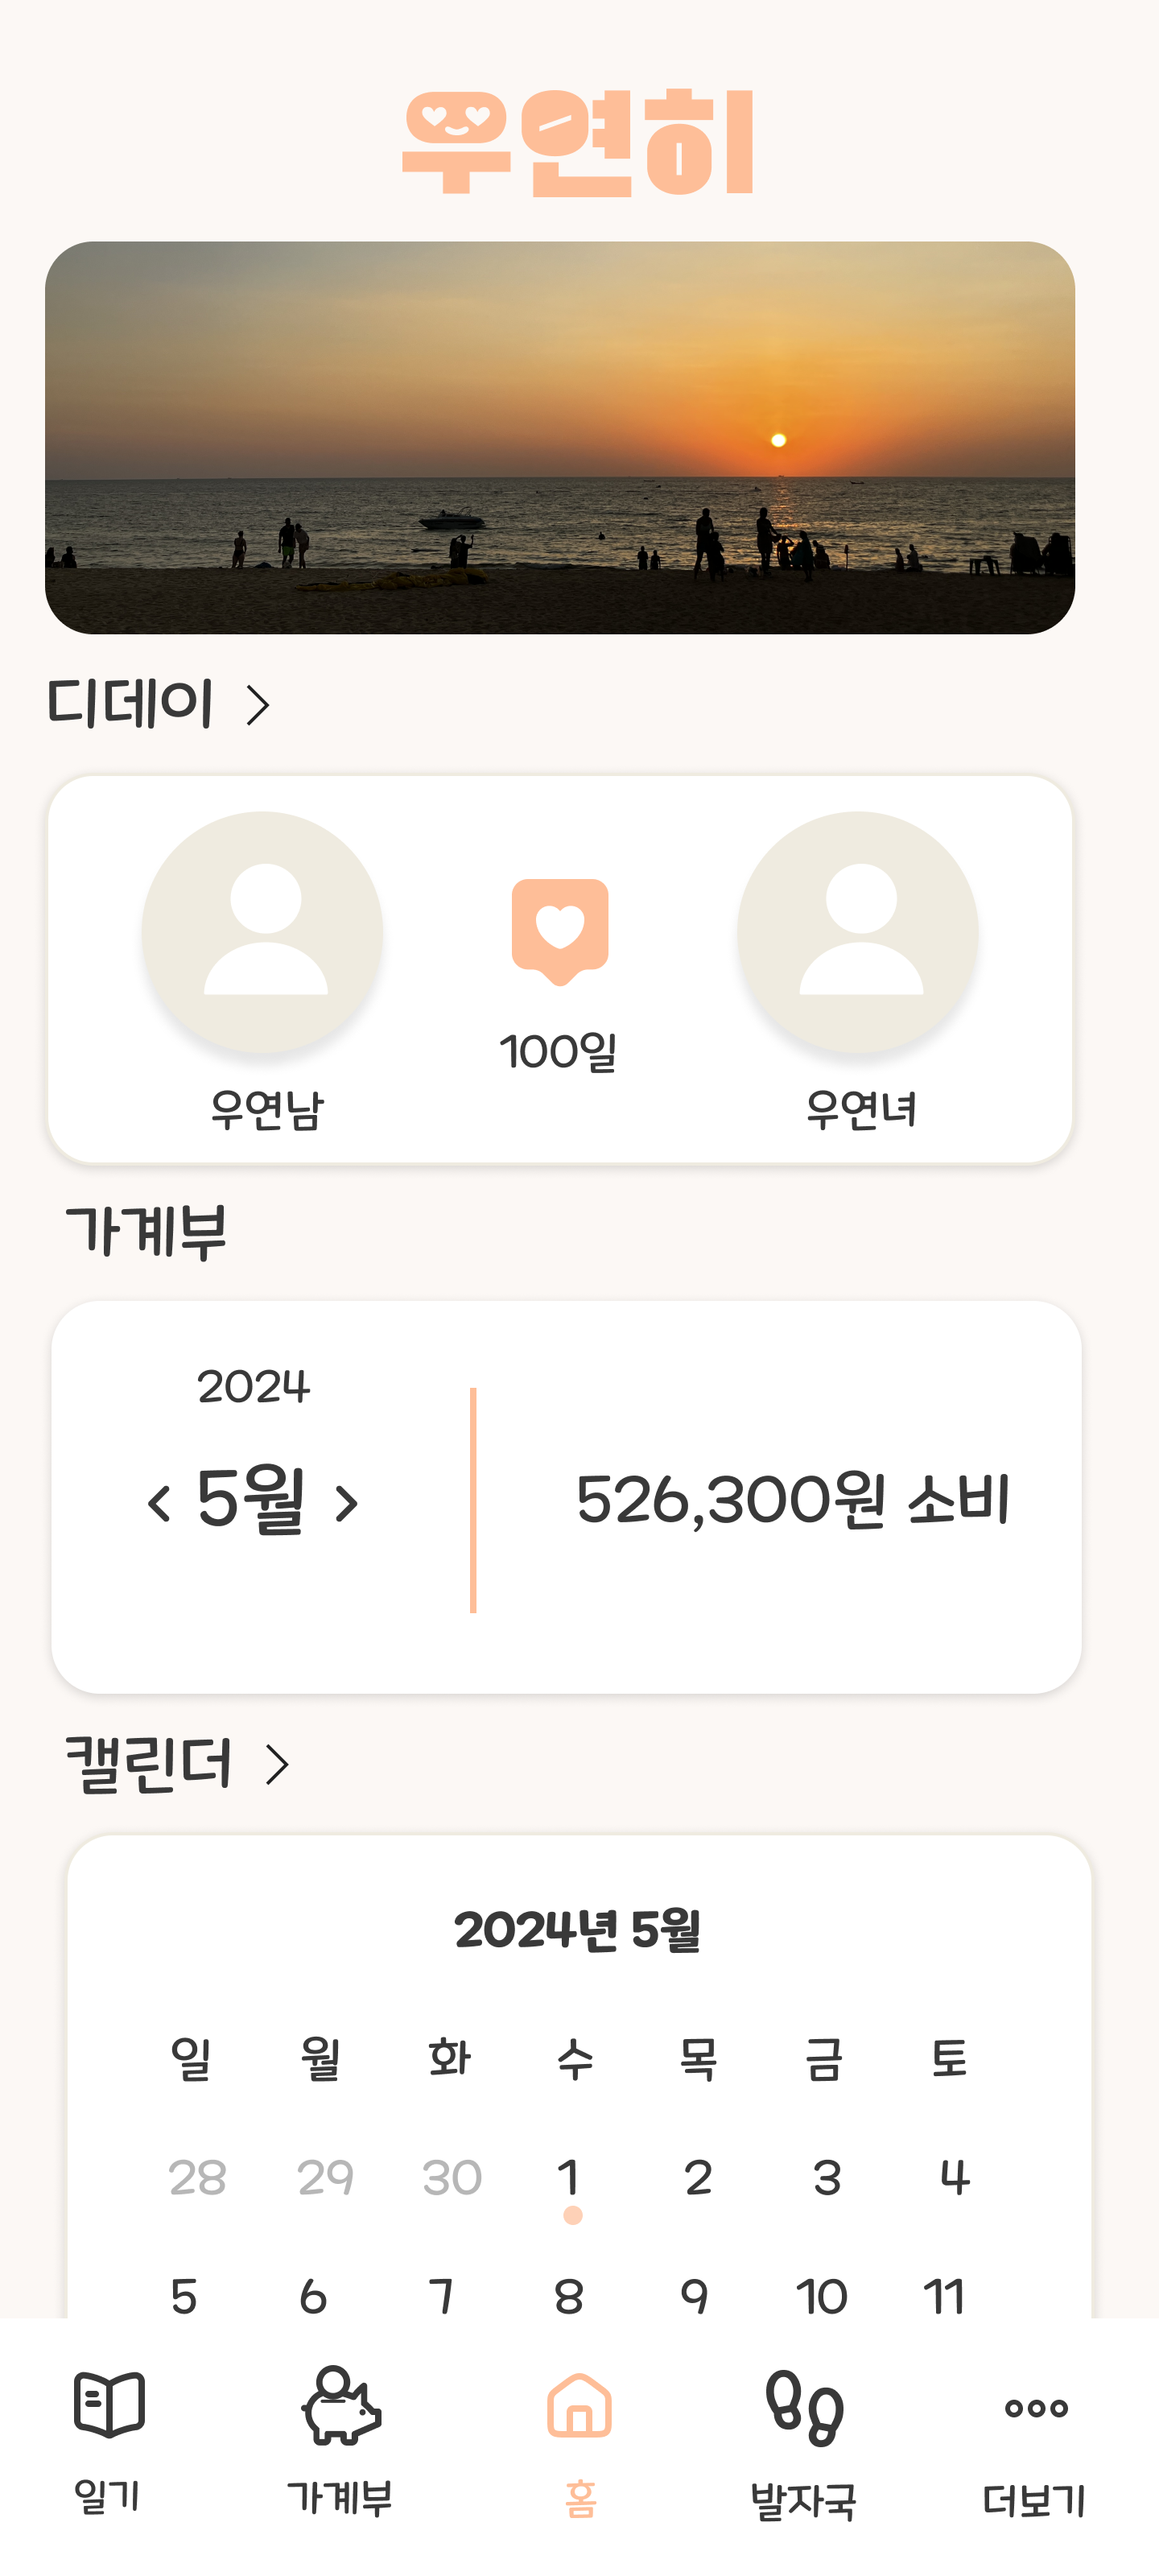 우연히
디데이
100일
우연남 우연녀
가계부
2024
5월
526,300원 소비
캘린더
2024년 5월
일 월 화 수 목 금 토
28 29 30 1 2 3 4
5 6 7 8 9 10 11
일기 가계부 홈 발자국 더보기